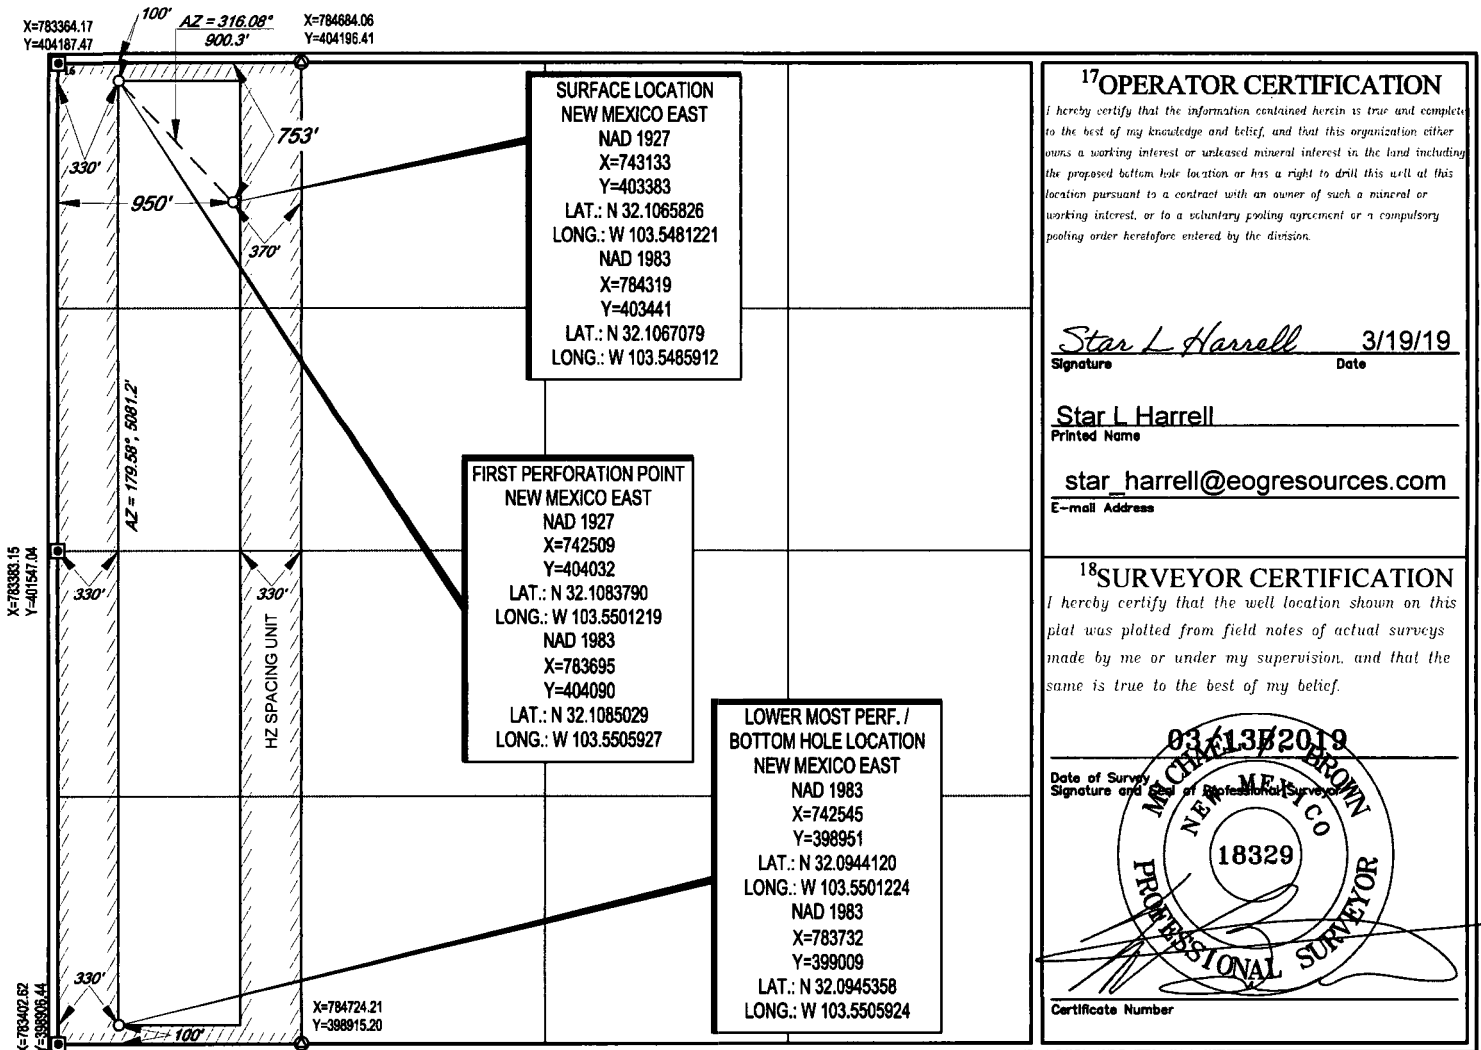 X=783364.17
Y=404187.47
100'
AZ = 316.08°
900.3'
X=784684.06
Y=404196.41
16
330'
753'
950'
370'
SURFACE LOCATION
NEW MEXICO EAST
NAD 1927
X=743133
Y=403383
LAT.: N 32.1065826
LONG.: W 103.5481221
NAD 1983
X=784319
Y=403441
LAT.: N 32.1067079
LONG.: W 103.5485912
AZ = 179.58°, 5081.2'
FIRST PERFORATION POINT
NEW MEXICO EAST
NAD 1927
X=742509
Y=404032
LAT.: N 32.1083790
LONG.: W 103.5501219
NAD 1983
X=783695
Y=404090
LAT.: N 32.1085029
LONG.: W 103.5505927
X=783383.15
Y=401547.04
330'
330'
HZ SPACING UNIT
LOWER MOST PERF. /
BOTTOM HOLE LOCATION
NEW MEXICO EAST
NAD 1983
X=742545
Y=398951
LAT.: N 32.0944120
LONG.: W 103.5501224
NAD 1983
X=783732
Y=399009
LAT.: N 32.0945358
LONG.: W 103.5505924
X=783402.62
Y=398906.44
330'
100'
X=784724.21
Y=398915.20
17 OPERATOR CERTIFICATION
I hereby certify that the information contained herein is true and complete
to the best of my knowledge and belief, and that this organization either
owns a working interest or unleased mineral interest in the land including
the proposed bottom hole location or has a right to drill this well at this
location pursuant to a contract with an owner of such a mineral or
working interest, or to a voluntary pooling agreement or a compulsory
pooling order heretofore entered by the division.
Star L Harrell 3/19/19
Signature Date
Star L Harrell
Printed Name
star_harrell@eogresources.com
E-mail Address
18 SURVEYOR CERTIFICATION
I hereby certify that the well location shown on this
plat was plotted from field notes of actual surveys
made by me or under my supervision, and that the
same is true to the best of my belief.
03/13/2019
Date of Survey
Signature and Seal of Professional Surveyor
MICHAEL BROWN
NEW MEXICO
18329
PROFESSIONAL SURVEYOR
Certificate Number